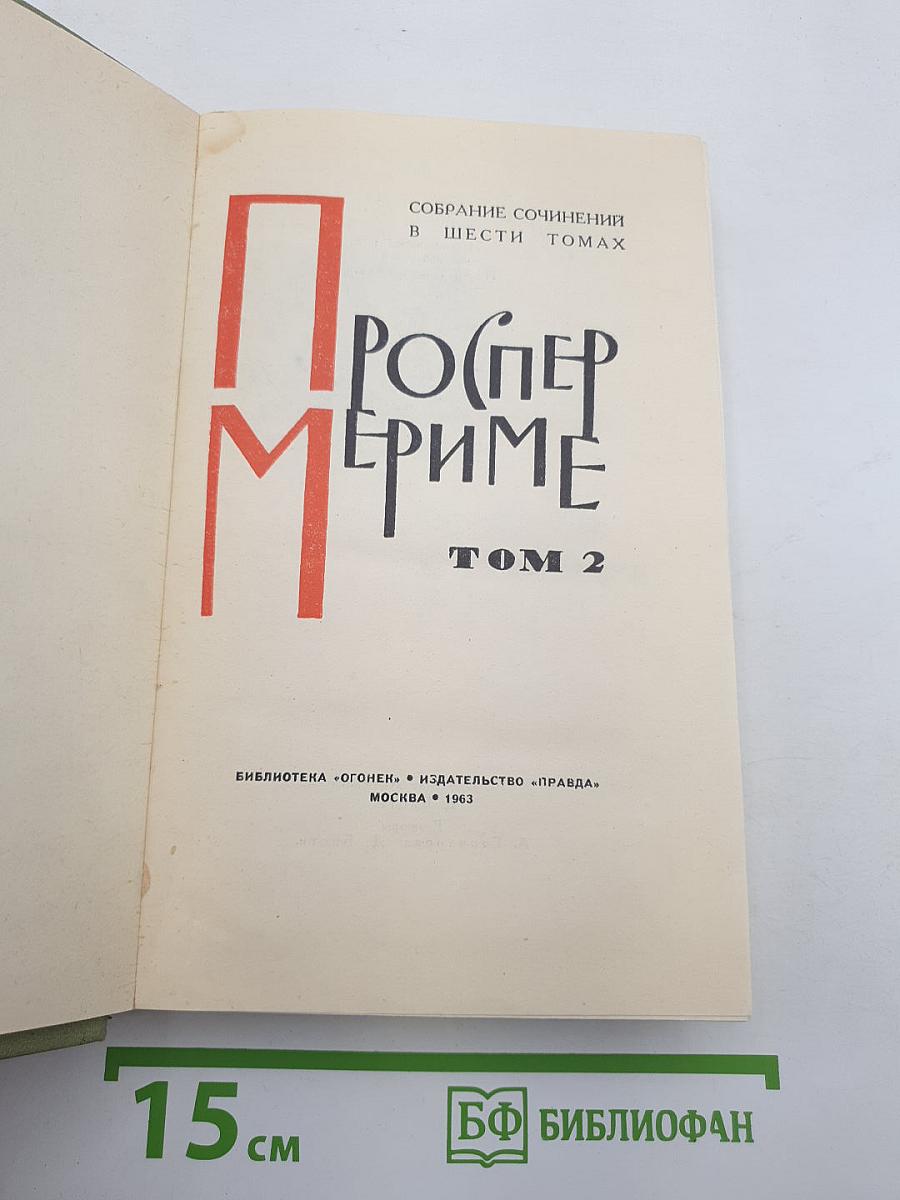 СОБРАНИЕ СОЧИНЕНИЙ
В ШЕСТИ ТОМАХ
ПРОСПЕР
МЕРИМЕ
ТОМ 2
БИБЛИОТЕКА «ОГОНЕК» • ИЗДАТЕЛЬСТВО «ПРАВДА»
МОСКВА • 1963
15 см
БФ БИБЛИОФАН